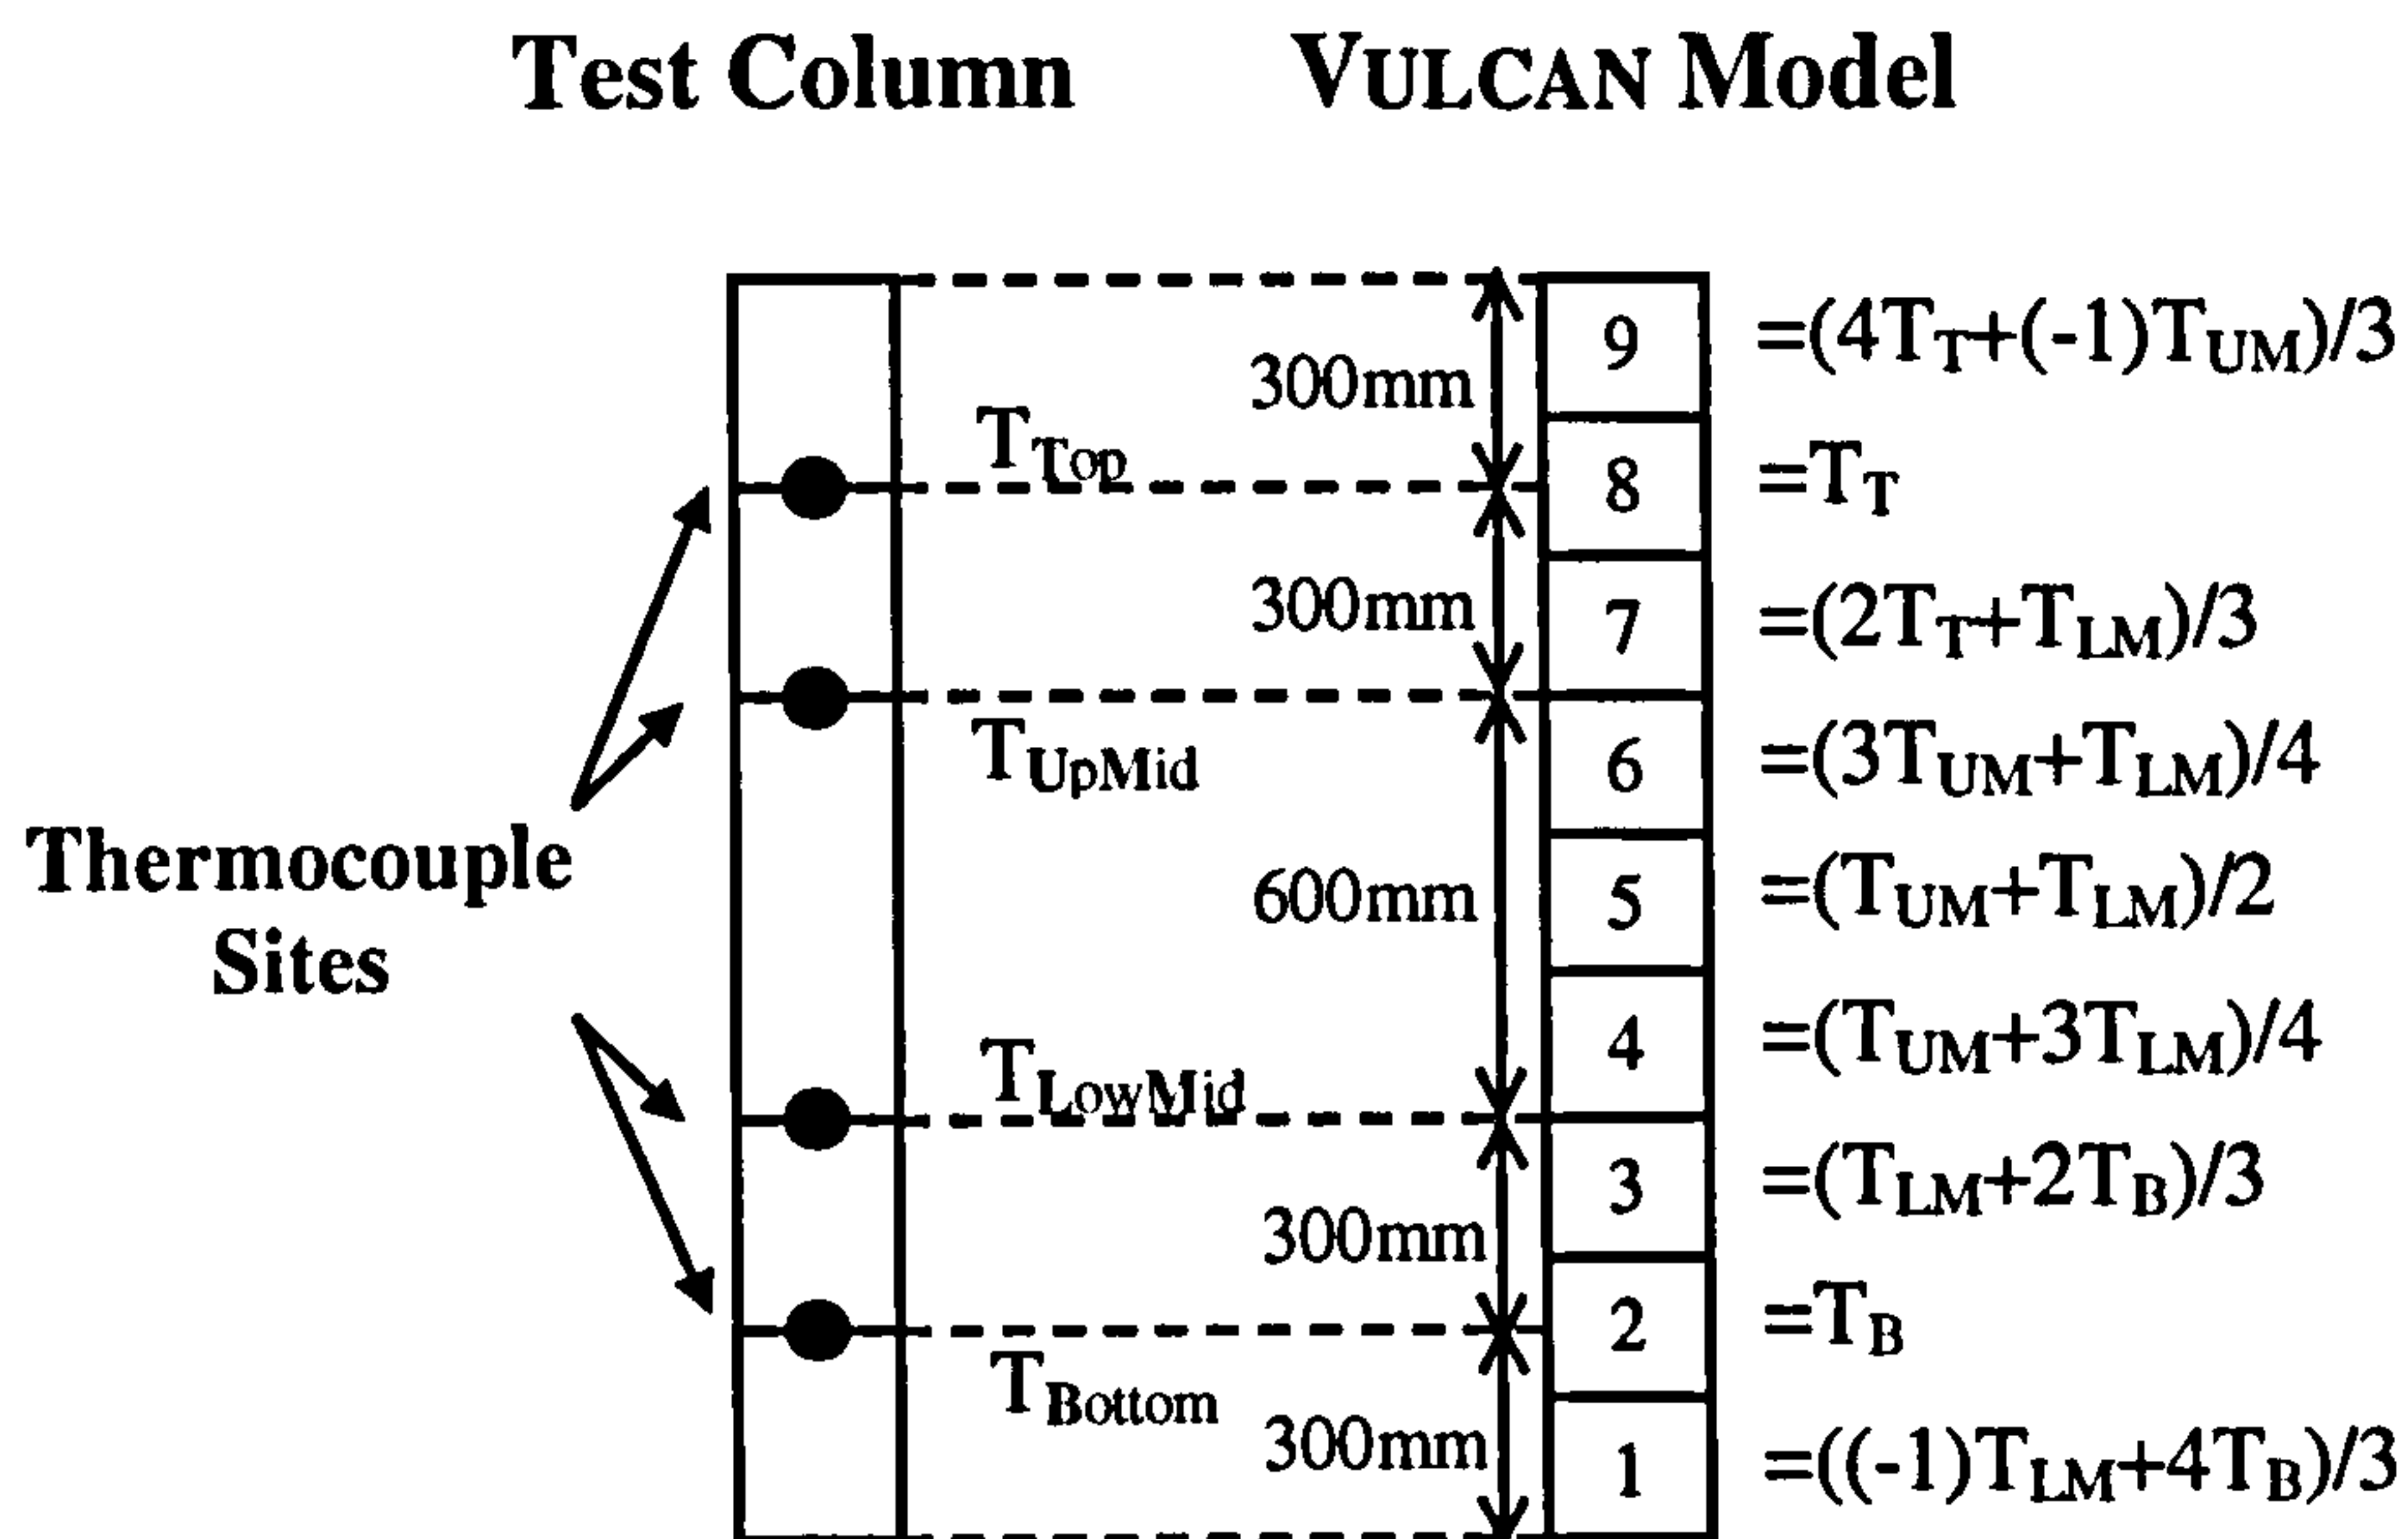 Test Column
VULCAN Model
9
=(4TT+(-1)TUM)/3
300mm
TTop
8
=TT
300mm
7
=(2TT+TLM)/3
TUpMid
6
=(3TUM+TLM)/4
Thermocouple
Sites
600mm
5
=(TUM+TLM)/2
TLowMid
4
=(TUM+3TLM)/4
300mm
3
=(TLM+2TB)/3
2
=TB
TBottom
300mm
1
=((-1)TLM+4TB)/3